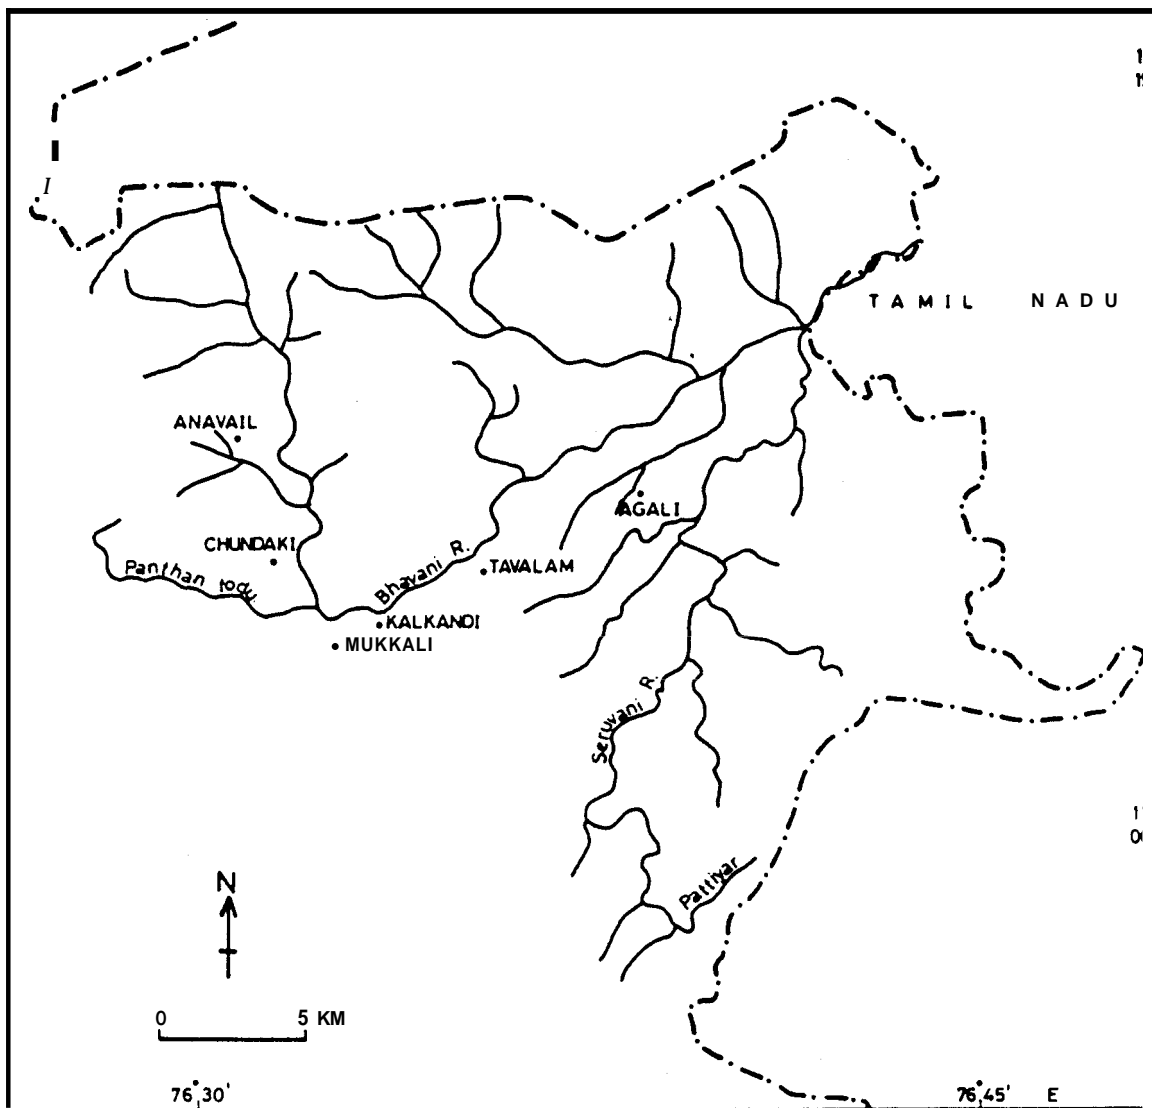 I
TAMIL NADU
ANAVAIL
AGALI
CHUNDAKI
Panthan tody.
Bhavani R.
TAVALAM
KALKANDI
MUKKALI
Seruvani R.
Pattiyar
N
0 5 KM
76 30' 76 45' E